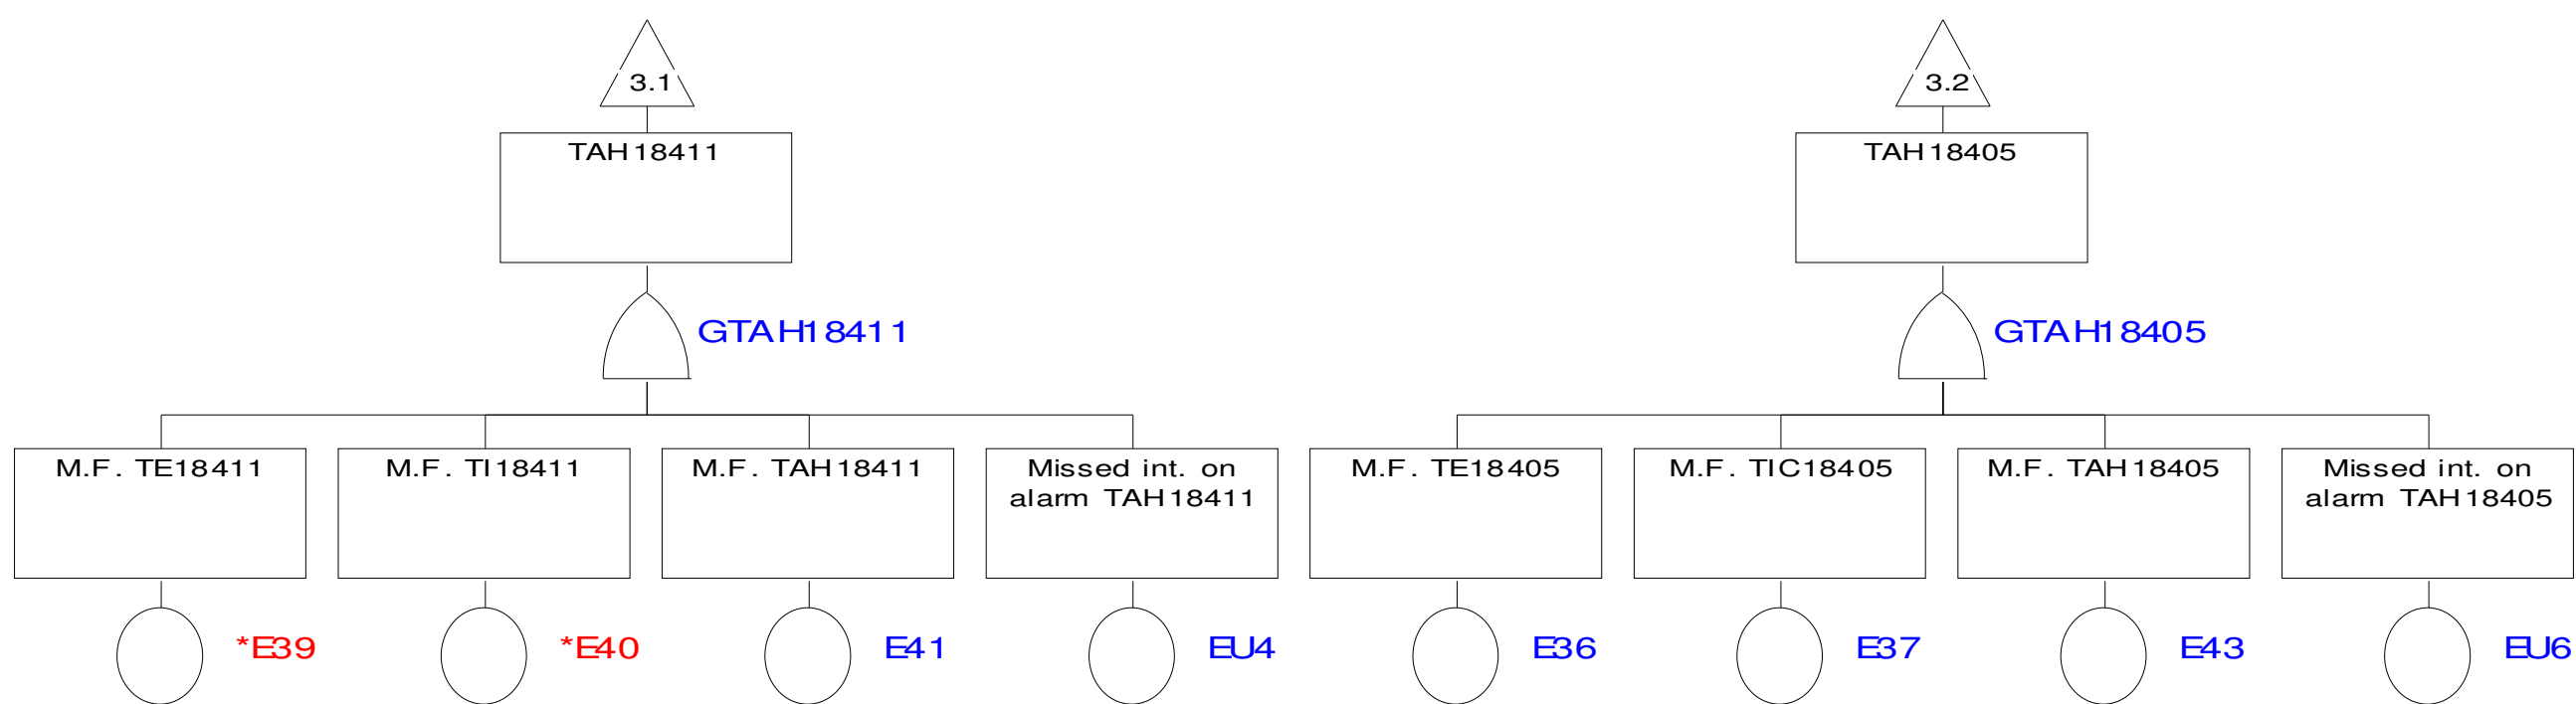 3.1
3.2
TAH18411
TAH18405
GTAH18411
GTAH18405
M.F. TE18411
M.F. TI18411
M.F. TAH18411
Missed int. on
alarm TAH18411
M.F. TE18405
M.F. TIC18405
M.F. TAH18405
Missed int. on
alarm TAH18405
*E39
*E40
E41
EU4
E36
E37
E43
EU6